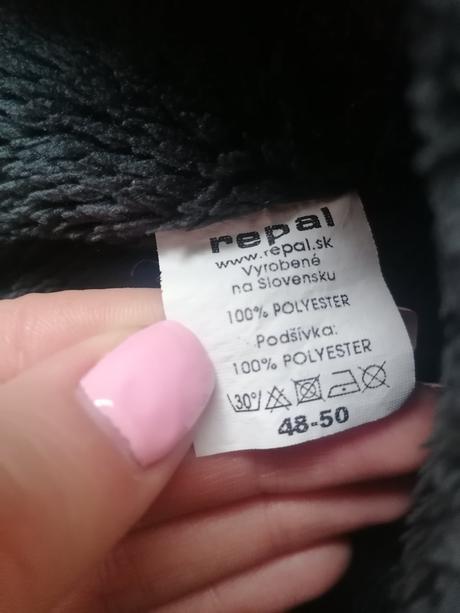 repal
www.repal.sk
Vyrobené
na Slovensku
100% POLYESTER
Podšívka:
100% POLYESTER
30°
48-50